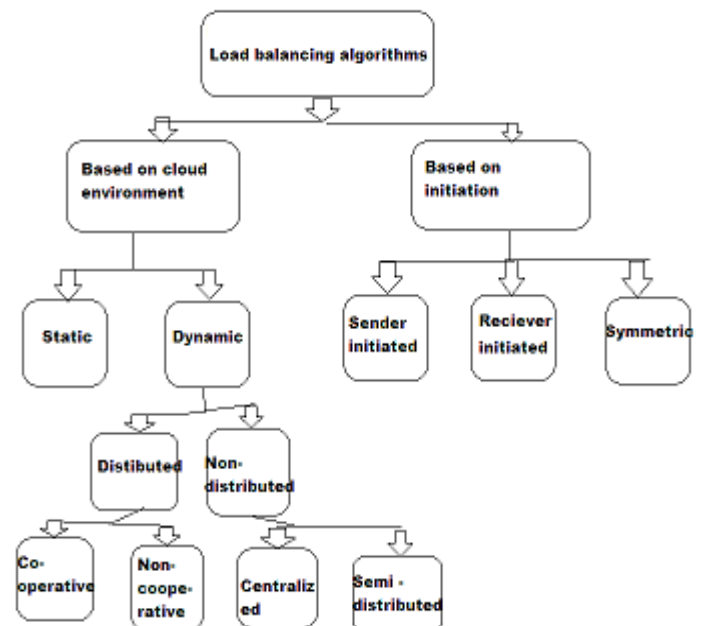 Load balancing algorithms
Based on cloud
environment
Based on
initiation
Static
Dynamic
Sender
initiated
Reciever
initiated
Symmetric
Distibuted
Non-
distributed
Co-
operative
Non-
coope-
rative
Centraliz
ed
Semi -
distributed